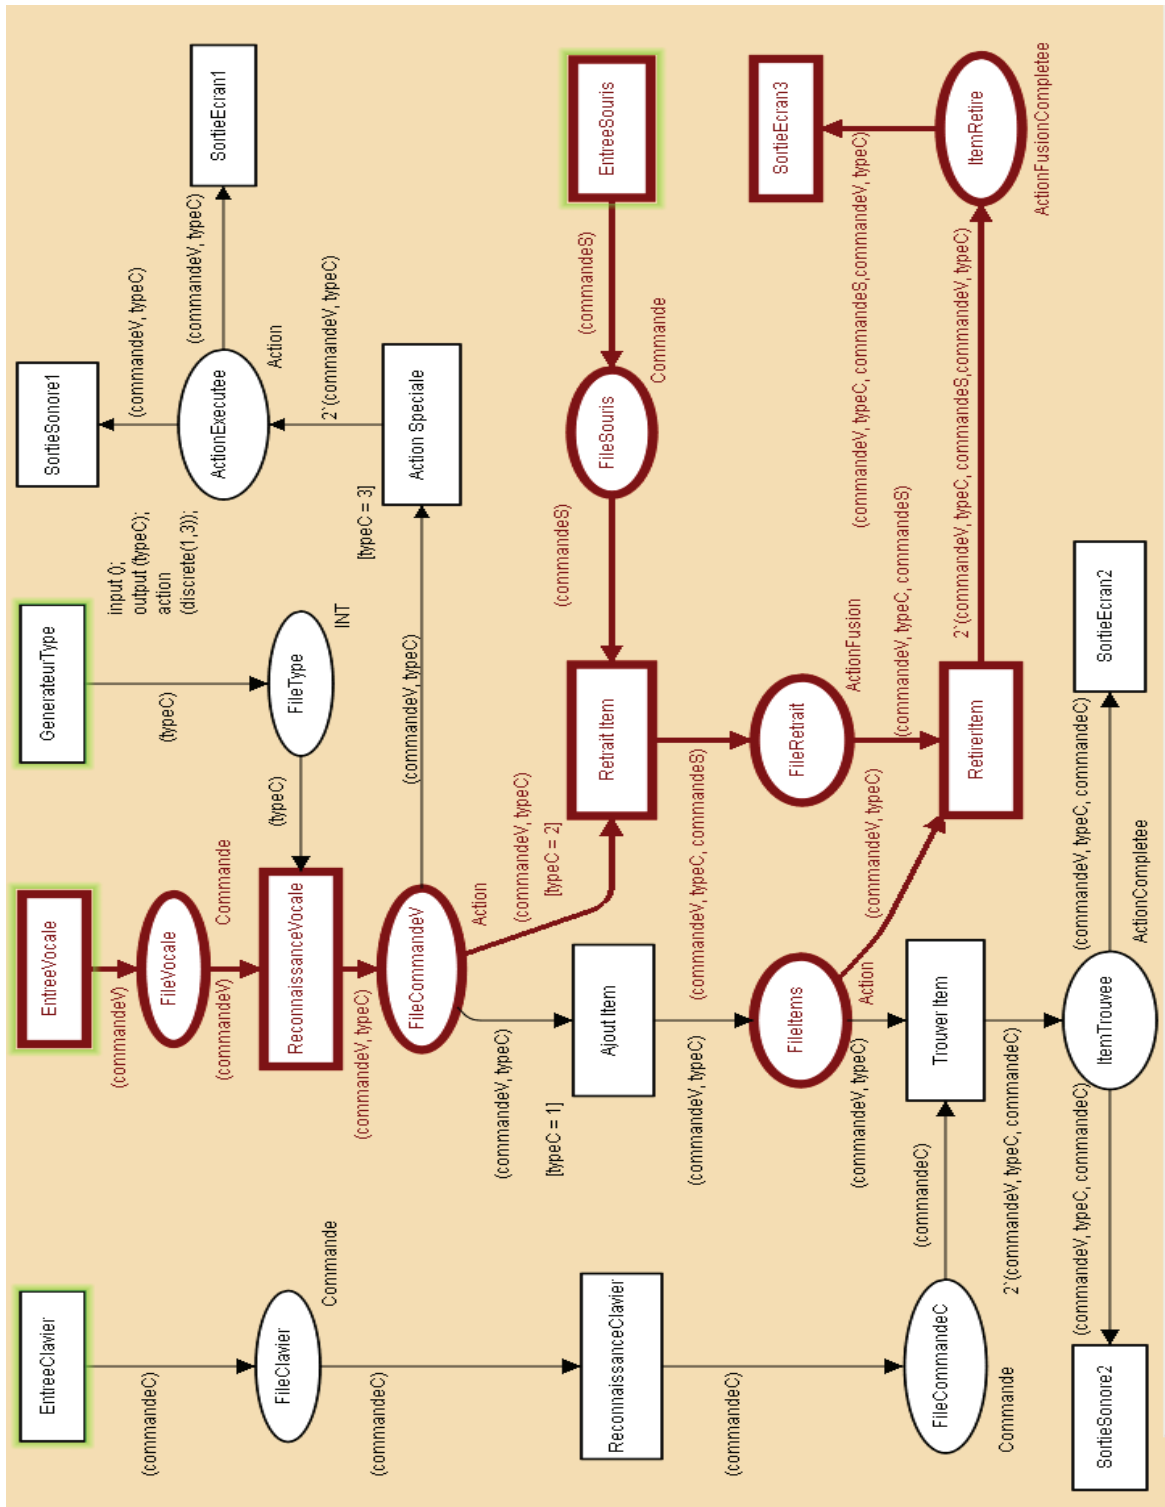 EntreeClavier
(commandeC)
FileClavier
Commande
(commandeC)
ReconnaissanceClavier
(commandeC)
FileCommandeC
Commande
(commandeC)
EntreeVocale
(commandeV)
FileVocale
Commande
(commandeV)
ReconnaissanceVocale
(commandeV, typeC)
FileCommandeV
Action
GenerateurType
(typeC)
FileType
INT
(typeC)
input ();
output (typeC);
action
(discrete(1,3));
(commandeV, typeC)
[typeC = 3]
Action Speciale
2`(commandeV, typeC)
ActionExecutee
Action
(commandeV, typeC)
SortieSonore1
(commandeV, typeC)
SortieEcran1
(commandeV, typeC)
[typeC = 1]
Ajout Item
(commandeV, typeC)
FileItems
Action
(commandeV, typeC)
[typeC = 2]
Retrait Item
EntreeSouris
(commandeS)
FileSouris
Commande
(commandeS)
(commandeV, typeC, commandeS)
FileRetrait
ActionFusion
(commandeV, typeC, commandeS)
(commandeV, typeC)
RetirerItem
2`(commandeV, typeC, commandeS,commandeV, typeC)
ItemRetire
ActionFusionCompletee
(commandeV, typeC, commandeS,commandeV, typeC)
SortieEcran3
(commandeV, typeC)
Trouver Item
2`(commandeV, typeC, commandeC)
ItemTrouvee
ActionCompletee
(commandeV, typeC, commandeC)
SortieSonore2
(commandeV, typeC, commandeC)
SortieEcran2